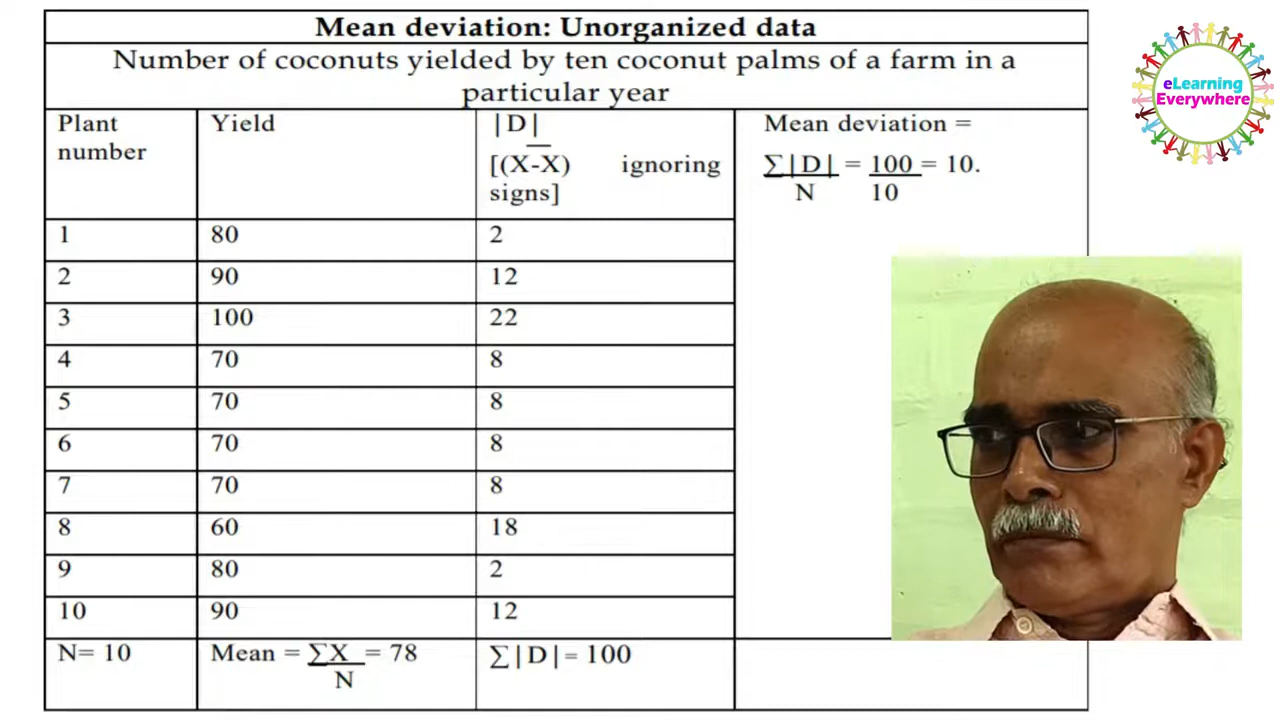 Mean deviation: Unorganized data
Number of coconuts yielded by ten coconut palms of a farm in a
particular year
eLearning
Everywhere
Plant
number
Yield
|D|
[(X-X̅) ignoring
signs]
Mean deviation =
∑|D| = 100 = 10.
N 10
1 80 2
2 90 12
3 100 22
4 70 8
5 70 8
6 70 8
7 70 8
8 60 18
9 80 2
10 90 12
N= 10 Mean = ∑X = 78 ∑|D| = 100
N